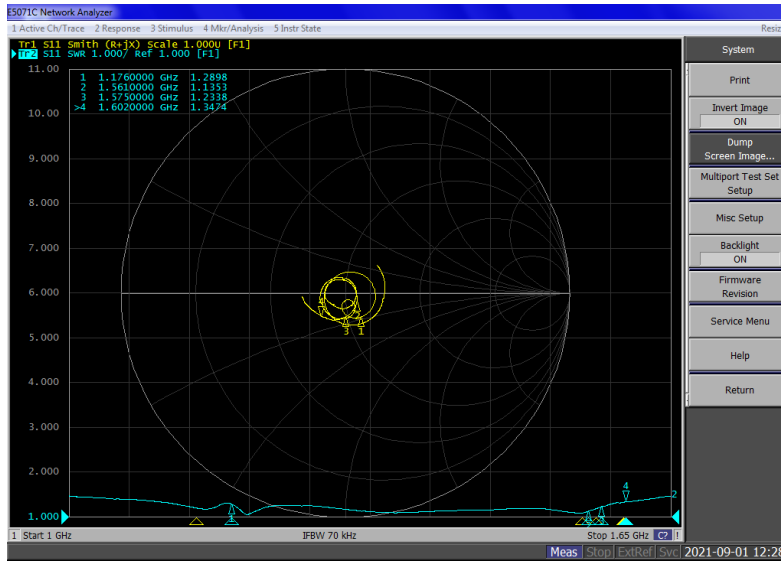 E5071C Network Analyzer
1 Active Ch/Trace 2 Response 3 Stimulus 4 Mkr/Analysis 5 Instr State
Tr1 S11 Smith (R+jX) Scale 1.000U [F1]
Tr2 S11 SWR 1.000/ Ref 1.000 [F1]
11.00
10.00
9.000
8.000
7.000
6.000
5.000
4.000
3.000
2.000
1.000
1 1.1760000 GHz 1.2898
2 1.5610000 GHz 1.1353
3 1.5750000 GHz 1.2338
>4 1.6020000 GHz 1.3474
3 1
4
2
1 Start 1 GHz IFBW 70 kHz Stop 1.65 GHz C? !
Meas Stop ExtRef Svc 2021-09-01 12:28
Resiz
System
Print
Invert Image
ON
Dump
Screen Image...
Multiport Test Set
Setup
Misc Setup
Backlight
ON
Firmware
Revision
Service Menu
Help
Return